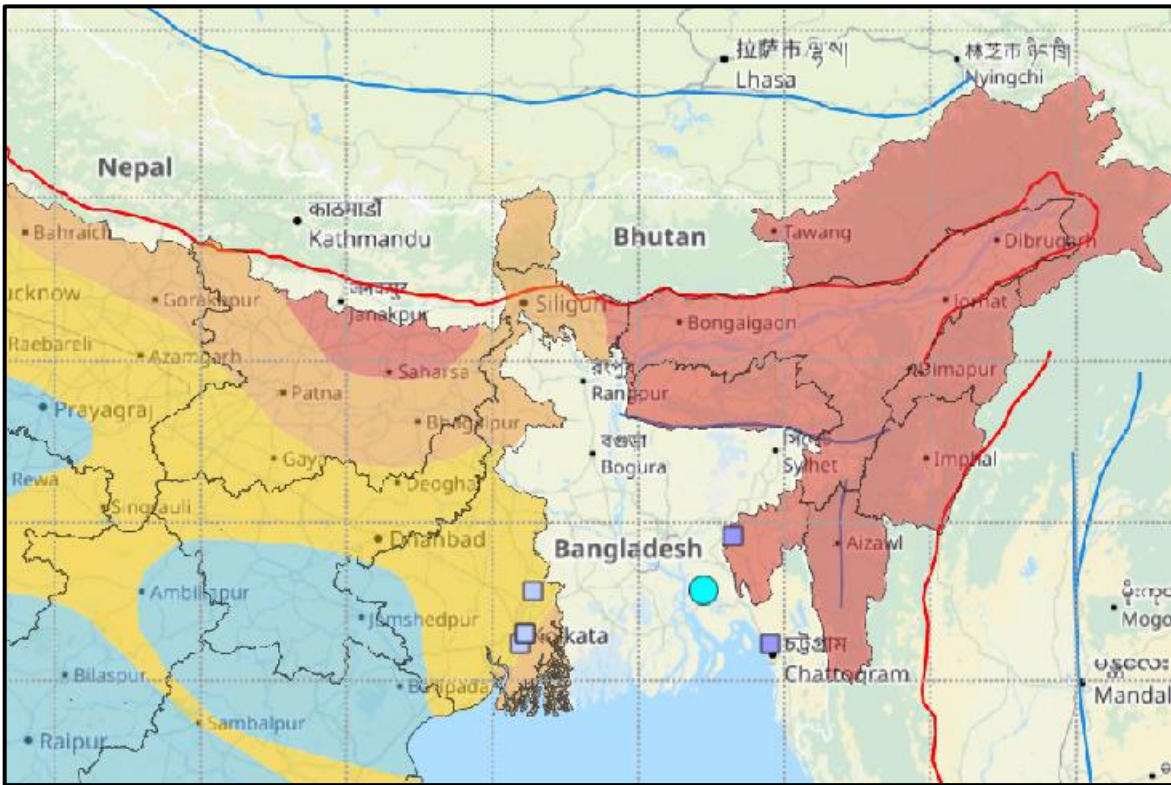 拉萨市 ལྷ་ས།
Lhasa
林芝市
Nyingchi
Nepal
काठमाडौँ
Kathmandu
Bhutan
Tawang
Dibrugarh
Bahraich
Gorakhpur
Janakpur
Siliguri
Bongaigaon
Jorhat
Raebareli
Azamgarh
Saharsa
রংপুর
Rangpur
Dimapur
Prayagraj
Patna
Bhagalpur
বগুড়া
Bogura
Sylhet
Imphal
Rewa
Gaya
Deoghar
Singrauli
Dhanbad
Bangladesh
Aizawl
Ambikapur
Jamshedpur
Kolkata
চট্টগ্রাম
Chattogram
Bilaspur
Baripada
Sambalpur
Raipur
Mogo
Mandal